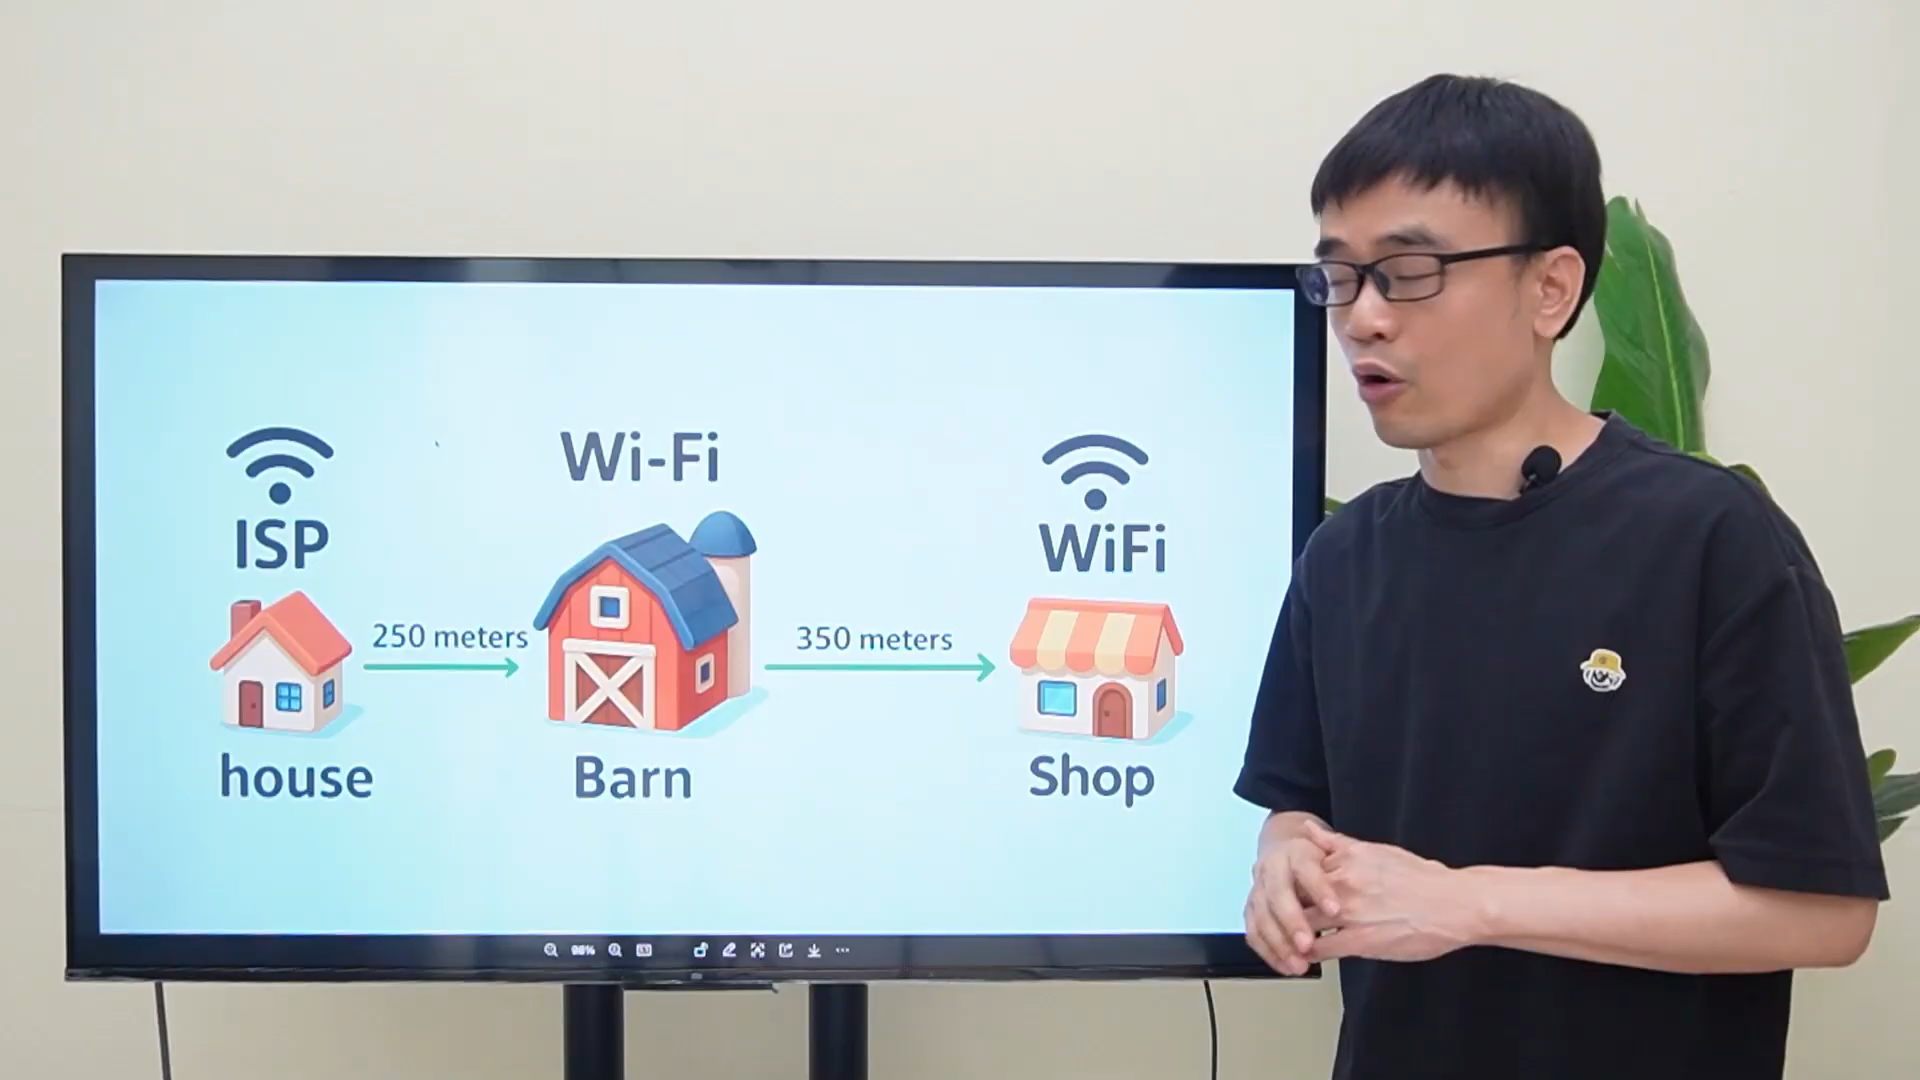 Wi-Fi
ISP
WiFi
250 meters
350 meters
house
Barn
Shop